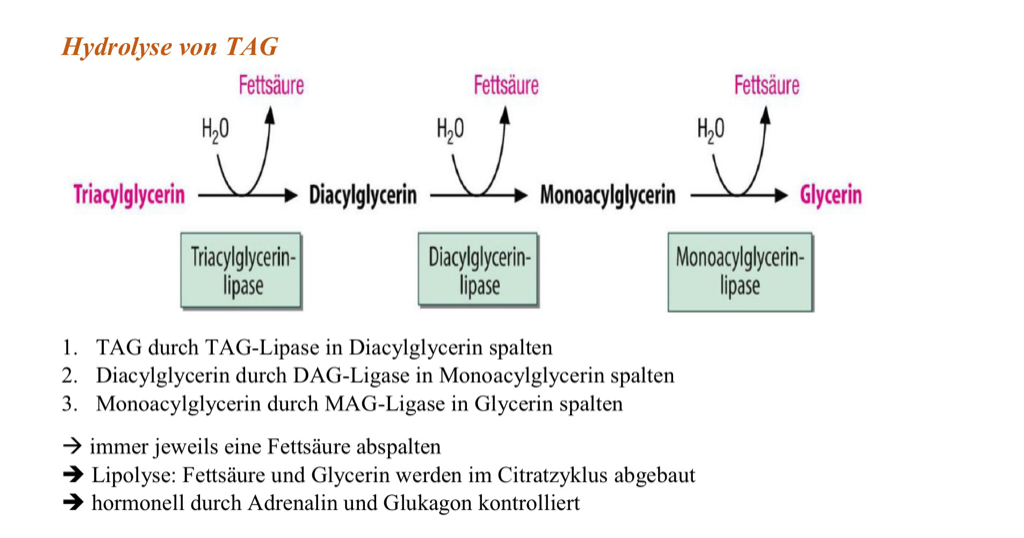 Hydrolyse von TAG
Fettsäure Fettsäure Fettsäure
H₂O H₂O H₂O
Triacylglycerin Diacylglycerin Monoacylglycerin Glycerin
Triacylglycerin- Diacylglycerin- Monoacylglycerin-
lipase lipase lipase
1. TAG durch TAG-Lipase in Diacylglycerin spalten
2. Diacylglycerin durch DAG-Ligase in Monoacylglycerin spalten
3. Monoacylglycerin durch MAG-Ligase in Glycerin spalten
→ immer jeweils eine Fettsäure abspalten
➔ Lipolyse: Fettsäure und Glycerin werden im Citratzyklus abgebaut
➔ hormonell durch Adrenalin und Glukagon kontrolliert